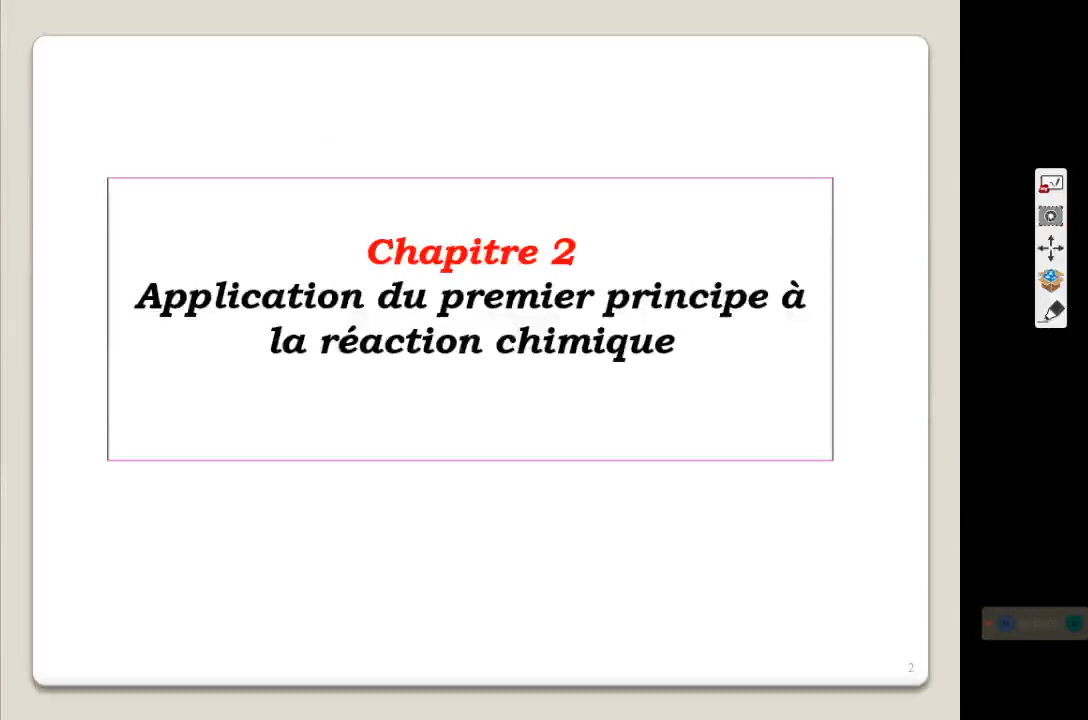 Chapitre 2
Application du premier principe à
la réaction chimique
2